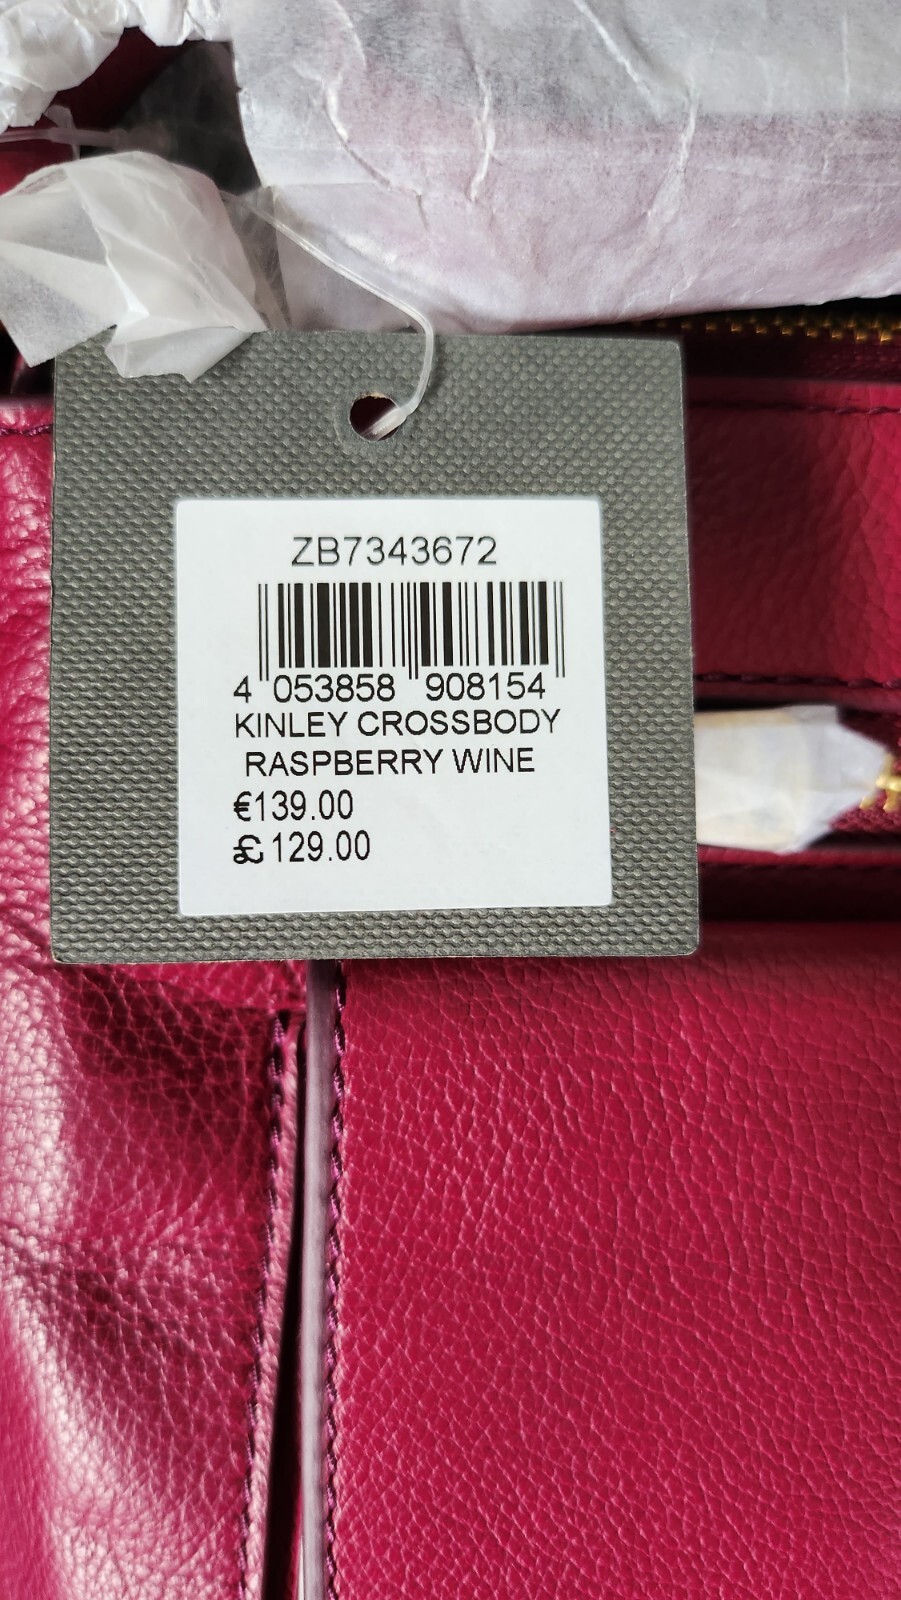 ZB7343672
4 053858 908154
KINLEY CROSSBODY
RASPBERRY WINE
€139.00
£129.00